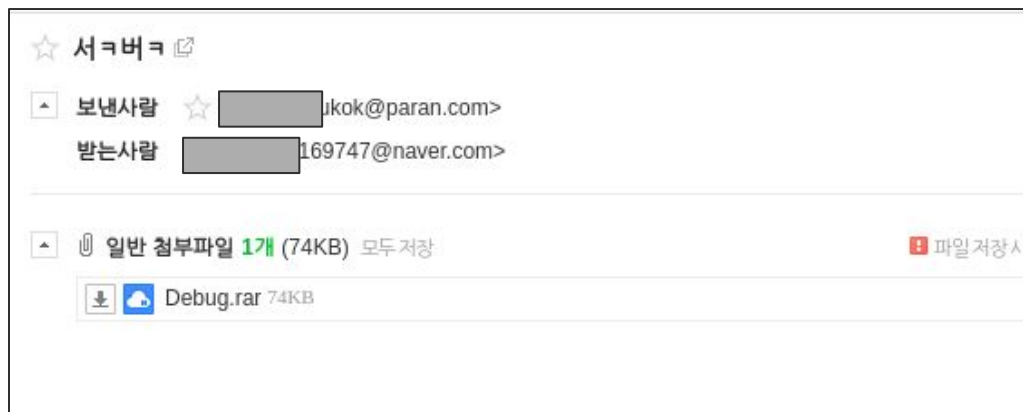 서ㅋ버ㅋ
보낸사람 ukok@paran.com>
받는사람 169747@naver.com>
일반 첨부파일 1개 (74KB) 모두 저장
파일 저장 시
Debug.rar 74KB